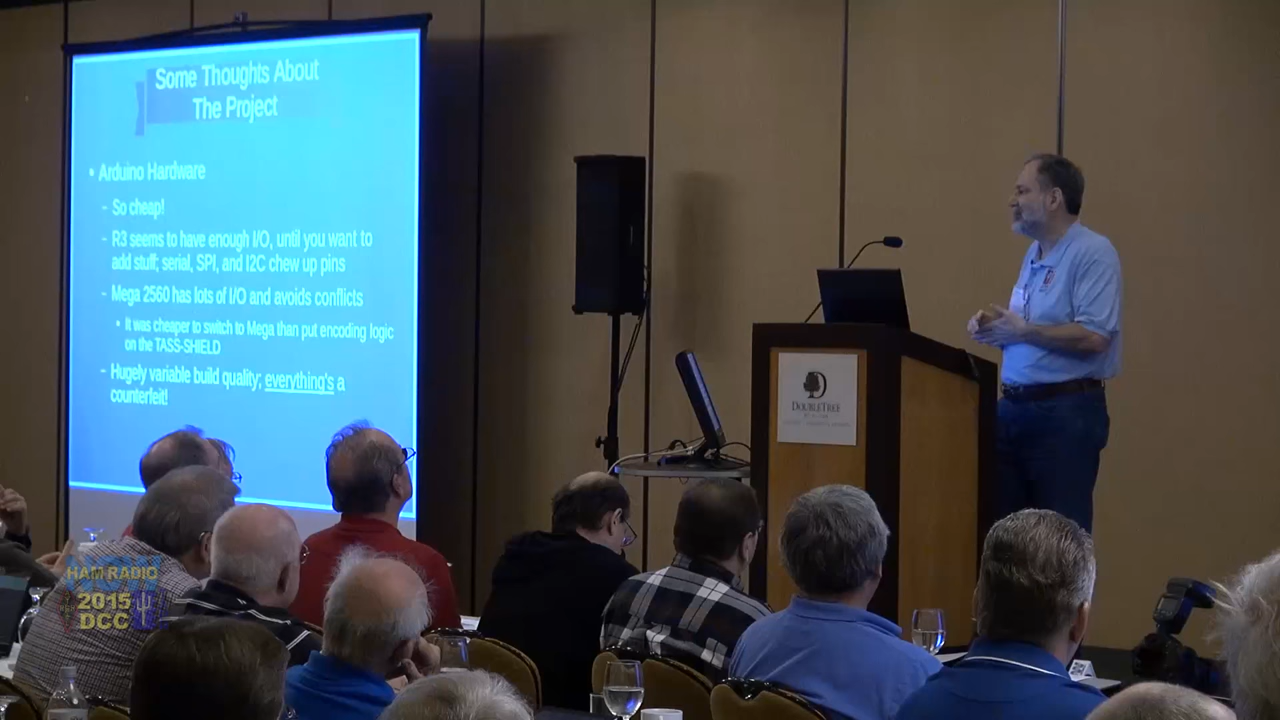 Some Thoughts About
The Project
• Arduino Hardware
- So cheap!
- R3 seems to have enough I/O, until you want to
add stuff; serial, SPI, and I2C chew up pins
- Mega 2560 has lots of I/O and avoids conflicts
• It was cheaper to switch to Mega than put encoding logic
on the TASS-SHIELD
- Hugely variable build quality; everything's a
counterfeit!
D
DOUBLETREE
HAM RADIO
2015
DCC